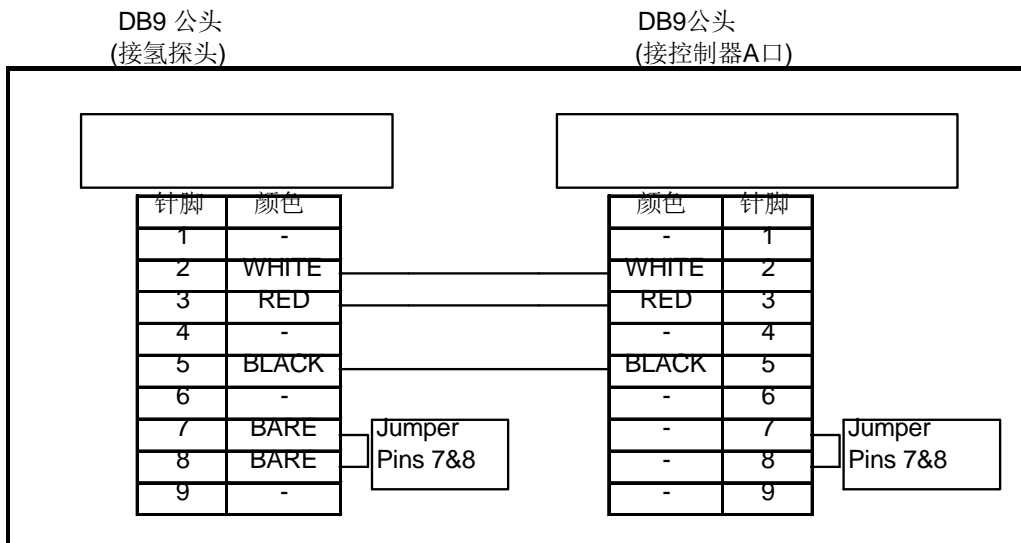 DB9 公头 DB9公头
(接氢探头) (接控制器A口)
针脚 颜色 颜色 针脚
1 - - 1
2 WHITE WHITE 2
3 RED RED 3
4 - - 4
5 BLACK BLACK 5
6 - - 6
7 BARE Jumper - 7 Jumper
8 BARE Pins 7&8 - 8 Pins 7&8
9 - - 9